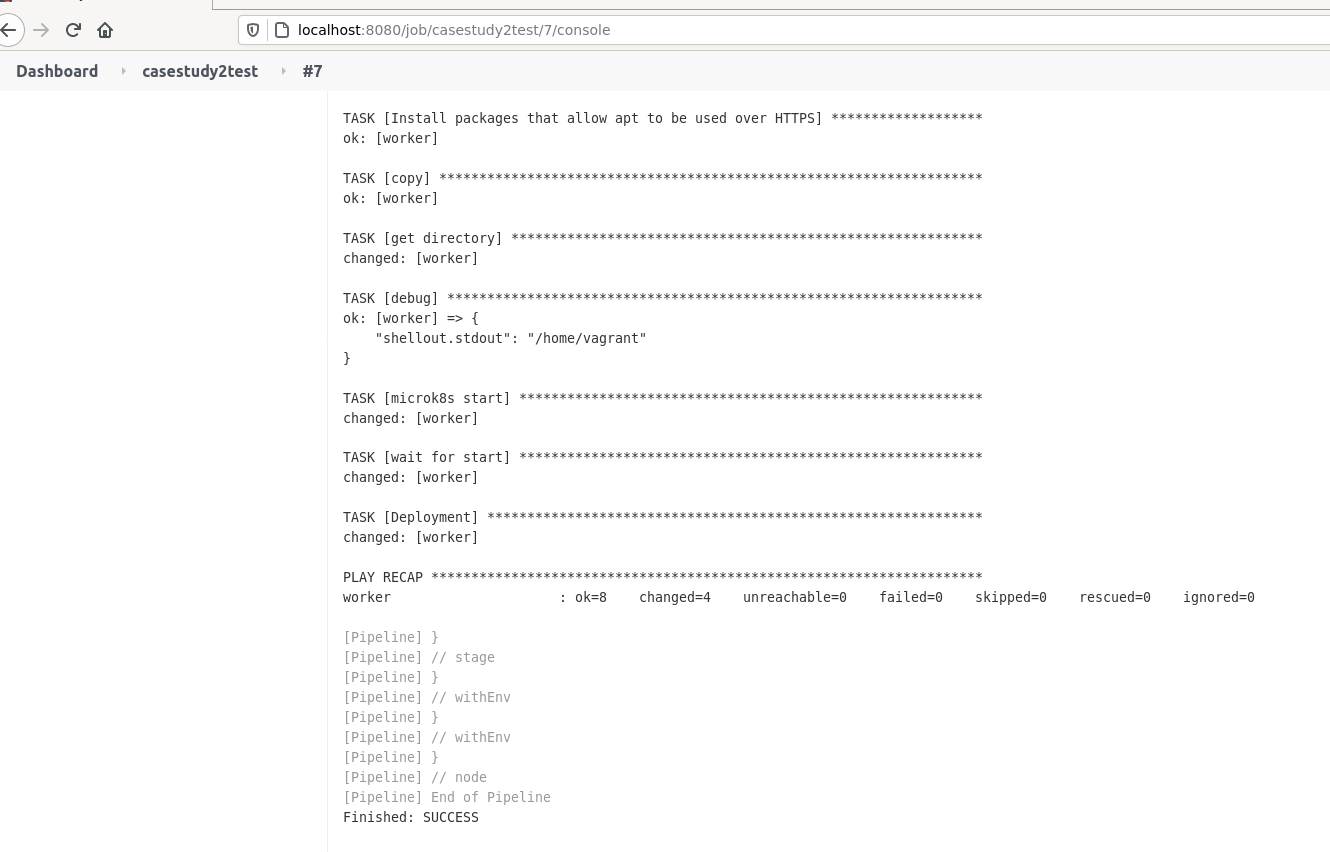 localhost:8080/job/casestudy2test/7/console
Dashboard casestudy2test #7
TASK [Install packages that allow apt to be used over HTTPS] *******************
ok: [worker]
TASK [copy] ********************************************************************
ok: [worker]
TASK [get directory] ***********************************************************
changed: [worker]
TASK [debug] *******************************************************************
ok: [worker] => {
    "shellout.stdout": "/home/vagrant"
}
TASK [microk8s start] **********************************************************
changed: [worker]
TASK [wait for start] **********************************************************
changed: [worker]
TASK [Deployment] **************************************************************
changed: [worker]
PLAY RECAP *********************************************************************
worker                     : ok=8    changed=4    unreachable=0    failed=0    skipped=0    rescued=0    ignored=0
[Pipeline] }
[Pipeline] // stage
[Pipeline] }
[Pipeline] // withEnv
[Pipeline] }
[Pipeline] // withEnv
[Pipeline] }
[Pipeline] // node
[Pipeline] End of Pipeline
Finished: SUCCESS